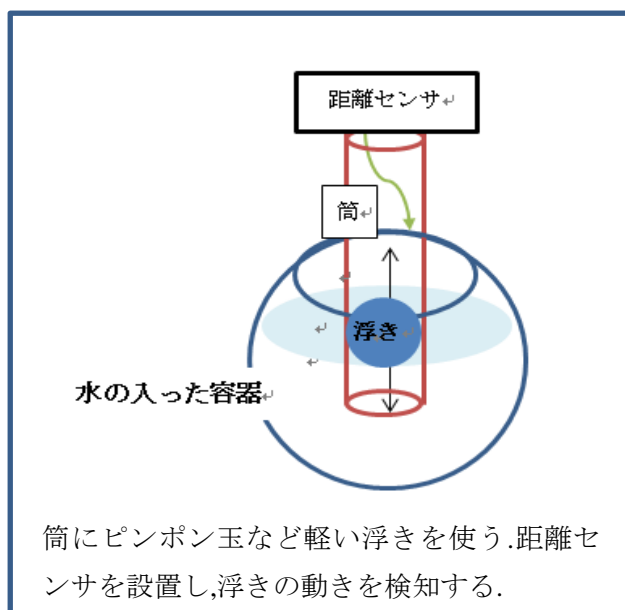 距離センサ
筒
浮き
水の入った容器
筒にピンポン玉など軽い浮きを使う.距離セ
ンサを設置し,浮きの動きを検知する.